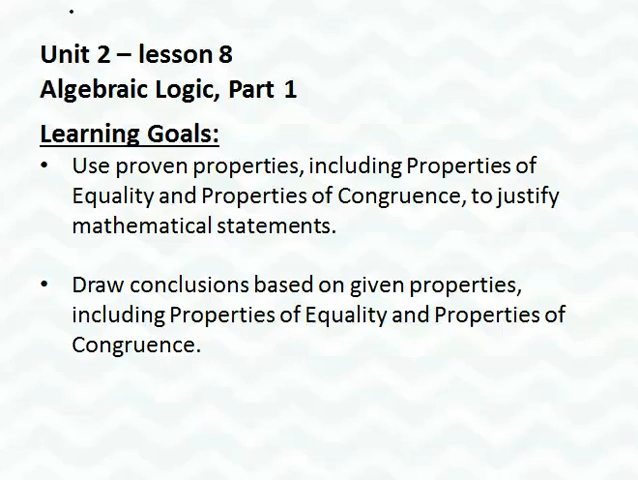 Unit 2 – lesson 8
Algebraic Logic, Part 1
Learning Goals:
• Use proven properties, including Properties of
Equality and Properties of Congruence, to justify
mathematical statements.
• Draw conclusions based on given properties,
including Properties of Equality and Properties of
Congruence.